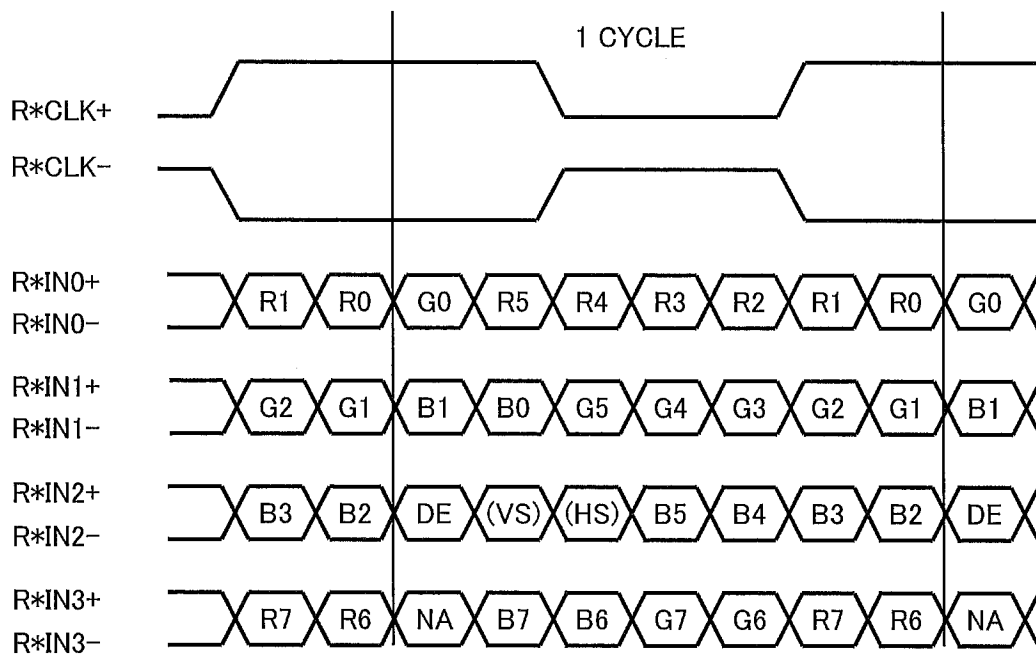 1 CYCLE
R*CLK+
R*CLK-
R*IN0+
R*IN0-
R1 R0 G0 R5 R4 R3 R2 R1 R0 G0
R*IN1+
R*IN1-
G2 G1 B1 B0 G5 G4 G3 G2 G1 B1
R*IN2+
R*IN2-
B3 B2 DE (VS) (HS) B5 B4 B3 B2 DE
R*IN3+
R*IN3-
R7 R6 NA B7 B6 G7 G6 R7 R6 NA